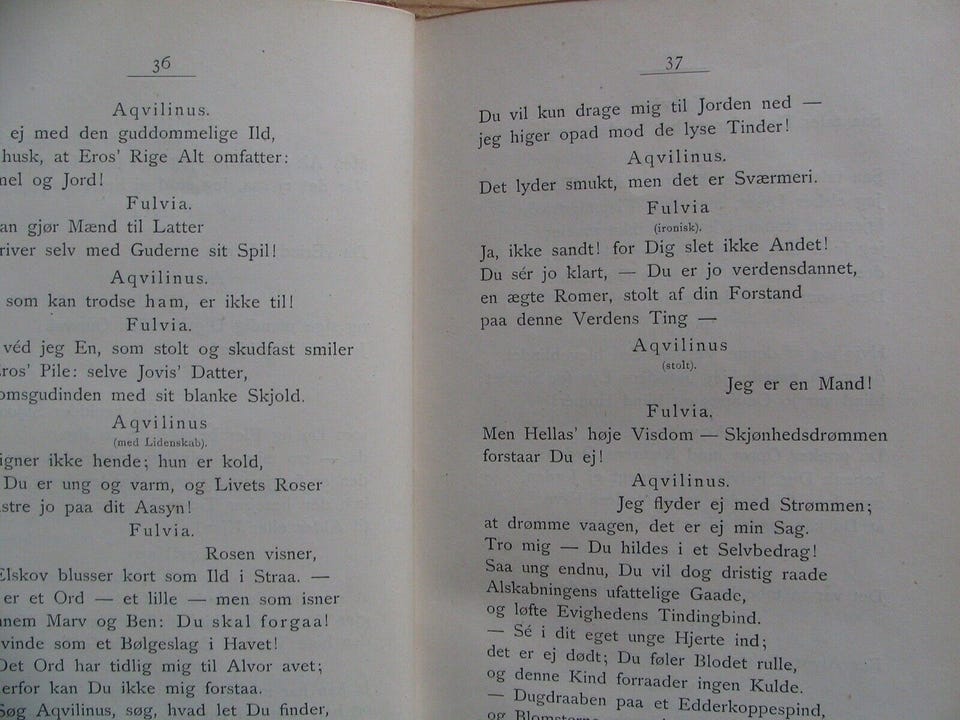 36
Aqvilinus.
ej med den guddommelige Ild,
husk, at Eros' Rige Alt omfatter:
og Jord!
Fulvia.
gjør Mænd til Latter
selv med Guderne sit Spil!
Aqvilinus.
som kan trodse ham, er ikke til!
Fulvia.
véd jeg En, som stolt og skudfast smiler
Pile: selve Jovis' Datter,
med sit blanke Skjold.
Aqvilinus
(med Lidenskab).
ikke hende; hun er kold,
Du er ung og varm, og Livets Roser
jo paa dit Aasyn!
Fulvia.
Rosen visner,
Elskov blusser kort som Ild i Straa. —
er et Ord — et lille — men som isner
Marv og Ben: Du skal forgaa!
som et Bølgeslag i Havet!
Det Ord har tidlig mig til Alvor avet;
kan Du ikke mig forstaa.
Søg Aqvilinus, søg, hvad let Du finder,
37
Du vil kun drage mig til Jorden ned —
jeg higer opad mod de lyse Tinder!
Aqvilinus.
Det lyder smukt, men det er Sværmeri.
Fulvia
(ironisk).
Ja, ikke sandt! for Dig slet ikke Andet!
Du sér jo klart, — Du er jo verdensdannet,
en ægte Romer, stolt af din Forstand
paa denne Verdens Ting —
Aqvilinus
(stolt).
Jeg er en Mand!
Fulvia.
Men Hellas' høje Visdom — Skjønhedsdrømmen
forstaar Du ej!
Aqvilinus.
Jeg flyder ej med Strømmen;
at drømme vaagen, det er ej min Sag.
Tro mig — Du hildes i et Selvbedrag!
Saa ung endnu, Du vil dog dristig raade
Alskabningens ufattelige Gaade,
og løfte Evighedens Tindingbind.
— Sé i dit eget unge Hjerte ind;
det er ej dødt; Du føler Blodet rulle,
og denne Kind forraader ingen Kulde.
— Dugdraaben paa et Edderkoppespind,
og Blomsterne